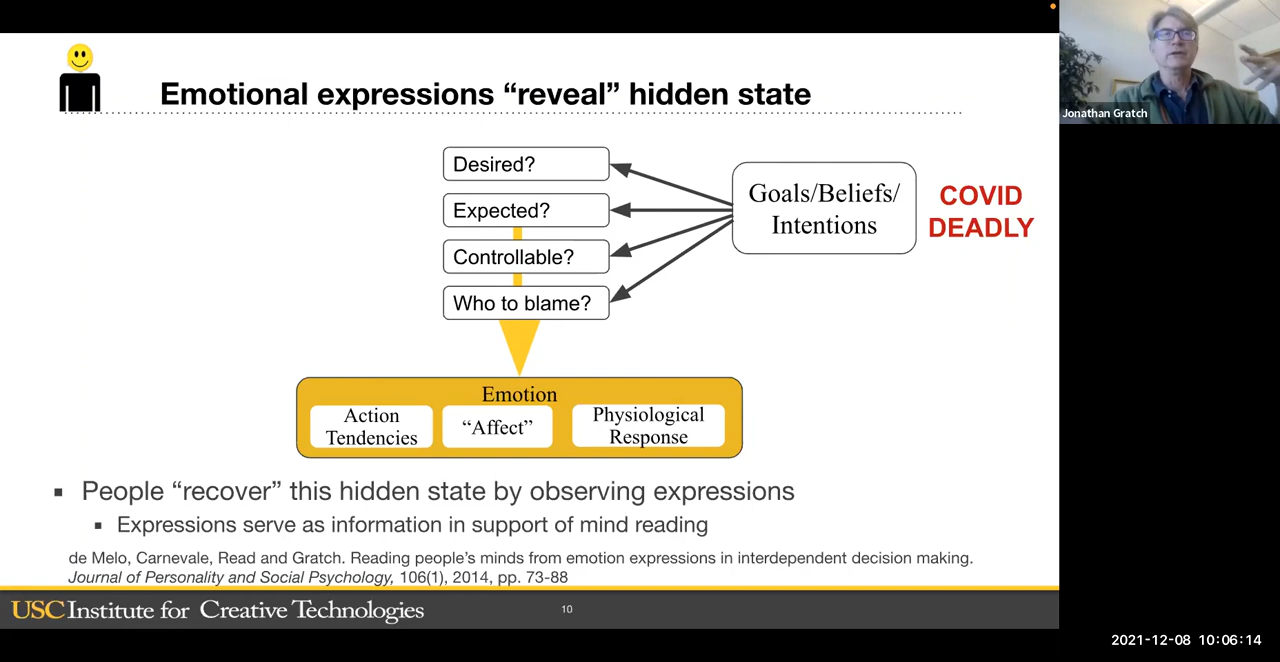 Emotional expressions “reveal” hidden state
Desired?
Expected?
Controllable?
Who to blame?
Goals/Beliefs/
Intentions
COVID
DEADLY
Emotion
Action
Tendencies
“Affect”
Physiological
Response
▪ People “recover” this hidden state by observing expressions
▪ Expressions serve as information in support of mind reading
de Melo, Carnevale, Read and Gratch. Reading people’s minds from emotion expressions in interdependent decision making.
Journal of Personality and Social Psychology, 106(1), 2014, pp. 73-88
USC Institute for Creative Technologies
10
Jonathan Gratch
2021-12-08 10:06:14